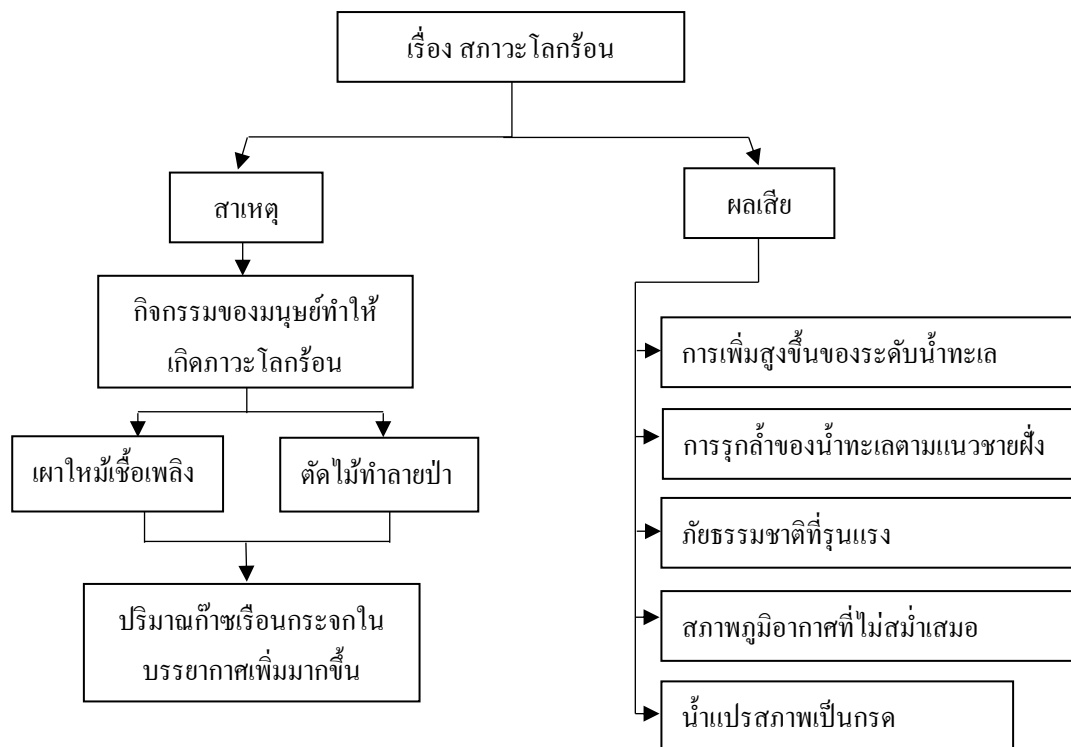 เรื่อง สภาวะโลกร้อน
สาเหตุ
ผลเสีย
กิจกรรมของมนุษย์ทำให้
เกิดภาวะโลกร้อน
เผาใหม้เชื้อเพลิง
ตัดไม้ทำลายป่า
ปริมาณก๊าซเรือนกระจกใน
บรรยากาศเพิ่มมากขึ้น
การเพิ่มสูงขึ้นของระดับน้ำทะเล
การรุกล้ำของน้ำทะเลตามแนวชายฝั่ง
ภัยธรรมชาติที่รุนแรง
สภาพภูมิอากาศที่ไม่สม่ำเสมอ
น้ำแปรสภาพเป็นกรด